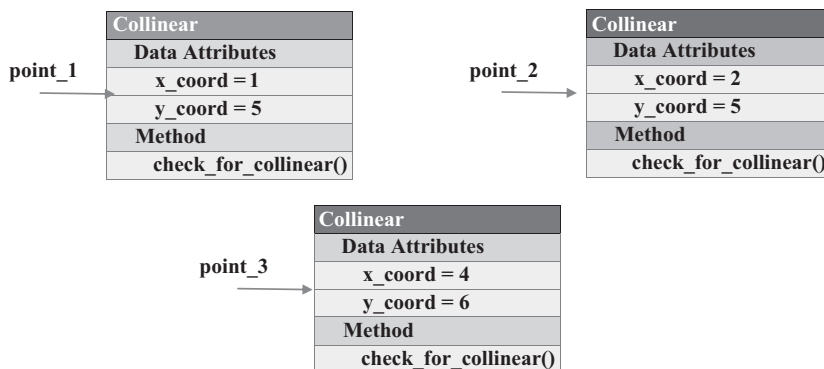 Collinear
Data Attributes
point_1
x_coord = 1
y_coord = 5
Method
check_for_collinear()
Collinear
Data Attributes
point_2
x_coord = 2
y_coord = 5
Method
check_for_collinear()
Collinear
Data Attributes
point_3
x_coord = 4
y_coord = 6
Method
check_for_collinear()